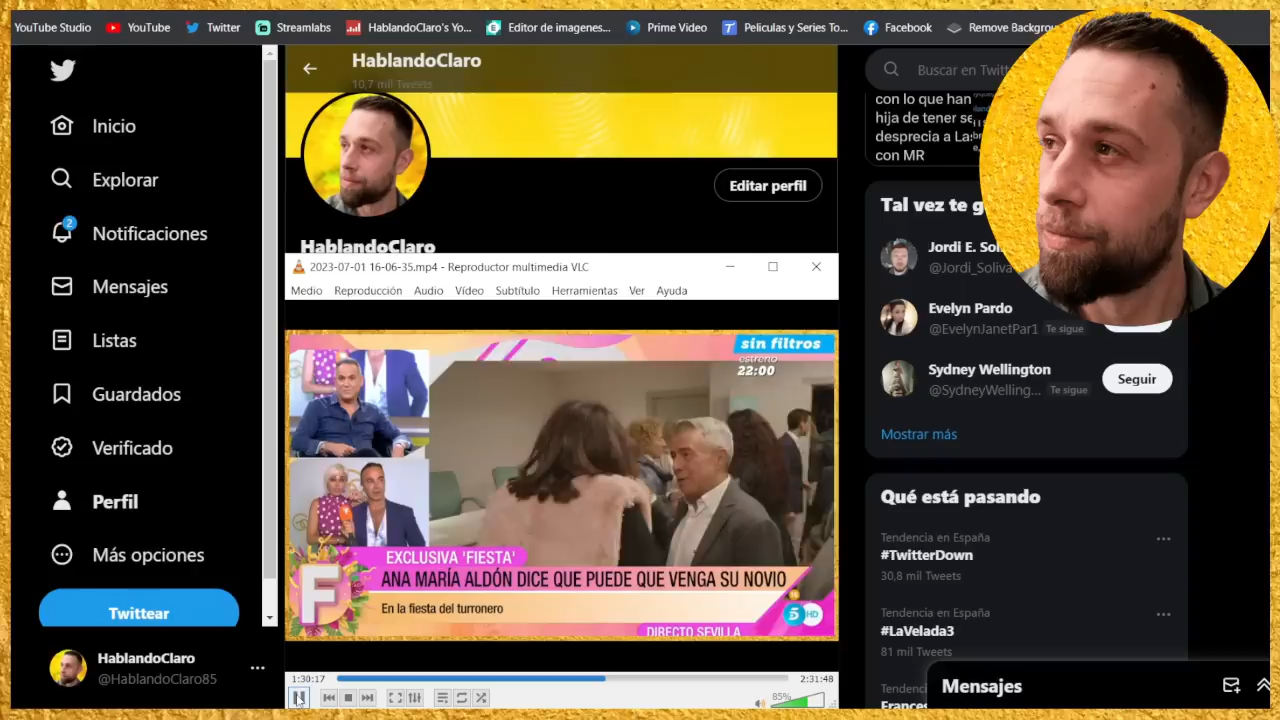 YouTube Studio
YouTube
Twitter
Streamlabs
HablandoClaro's Yo...
Editor de imagenes...
Prime Video
Peliculas y Series To...
Facebook
Remove Backgrou
Inicio
Explorar
2
Notificaciones
Mensajes
Listas
Guardados
Verificado
Perfil
Más opciones
Twittear
HablandoClaro
@HablandoClaro85
HablandoClaro
10,7 mil Tweets
Editar perfil
HablandoClaro
2023-07-01 16-06-35.mp4 - Reproductor multimedia VLC
Medio Reproducción Audio Vídeo Subtítulo Herramientas Ver Ayuda
sin filtros
estreno
22:00
EXCLUSIVA 'FIESTA'
ANA MARÍA ALDÓN DICE QUE PUEDE QUE VENGA SU NOVIO
F
En la fiesta del turronero
16
HD
DIRECTO SEVILLA
1:30:17
2:31:48
85%
Buscar en Twitt
con lo que han
hija de tener se
desprecia a La
con MR
Tal vez te g
Jordi E. Soli
@Jordi_Soliva
Evelyn Pardo
@EvelynJanetPar1 Te sigue
Sydney Wellington
@SydneyWelling... Te sigue
Seguir
Mostrar más
Qué está pasando
Tendencia en España
#TwitterDown
30,8 mil Tweets
Tendencia en España
#LaVelada3
81 mil Tweets
Tendenci
Frances
Mensajes